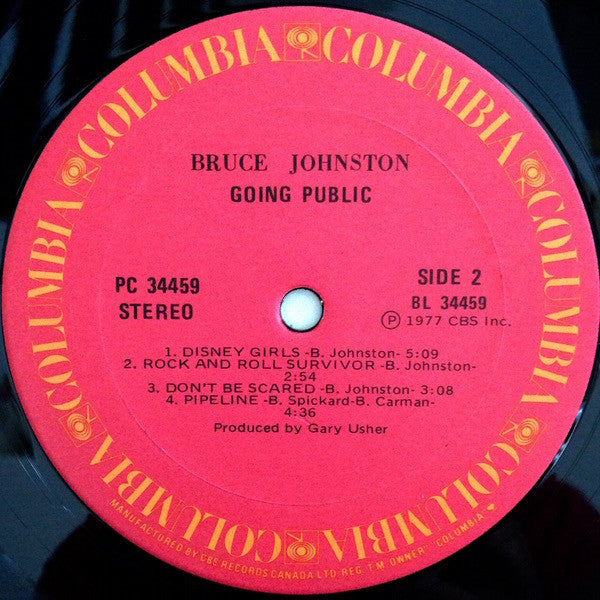 COLUMBIA COLUMBIA COLUMBIA COLUMBIA COLUMBIA COLUMBIA
BRUCE JOHNSTON
GOING PUBLIC
PC 34459
STEREO
SIDE 2
BL 34459
Ⓟ 1977 CBS Inc.
1. DISNEY GIRLS -B. Johnston- 5:09
2. ROCK AND ROLL SURVIVOR -B. Johnston-
2:54
3. DON'T BE SCARED -B. Johnston- 3:08
4. PIPELINE -B. Spickard-B. Carman-
4:36
Produced by Gary Usher
MANUFACTURED BY CBS RECORDS CANADA LTD. REG. T.M. OWNER "COLUMBIA"